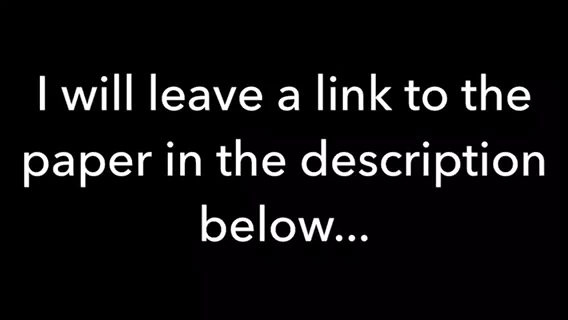 I will leave a link to the
paper in the description
below...